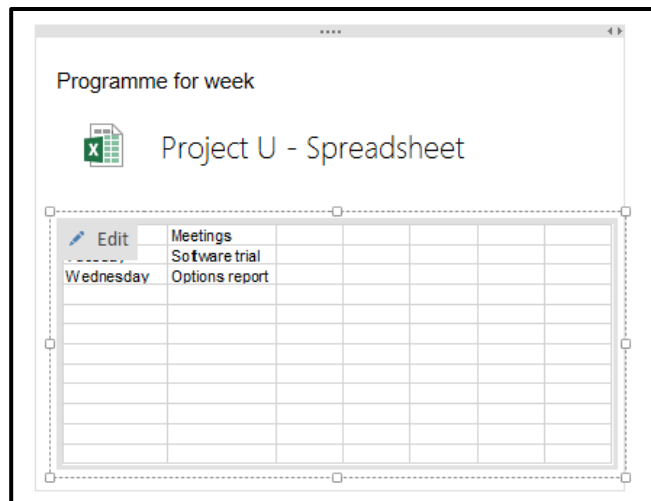 Programme for week
Project U - Spreadsheet
Edit
Meetings
Software trial
Wednesday Options report